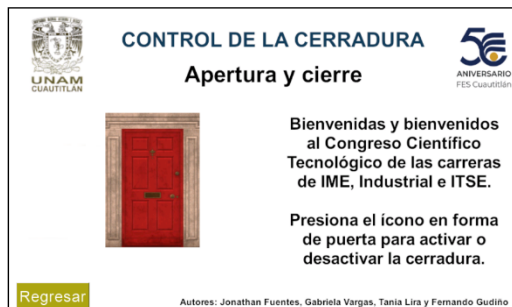 CONTROL DE LA CERRADURA
Apertura y cierre
UNAM
CUAUTITLÁN
50
ANIVERSARIO
FES Cuautitlán
Bienvenidas y bienvenidos
al Congreso Científico
Tecnológico de las carreras
de IME, Industrial e ITSE.
Presiona el ícono en forma
de puerta para activar o
desactivar la cerradura.
Regresar
Autores: Jonathan Fuentes, Gabriela Vargas, Tania Lira y Fernando Gudiño